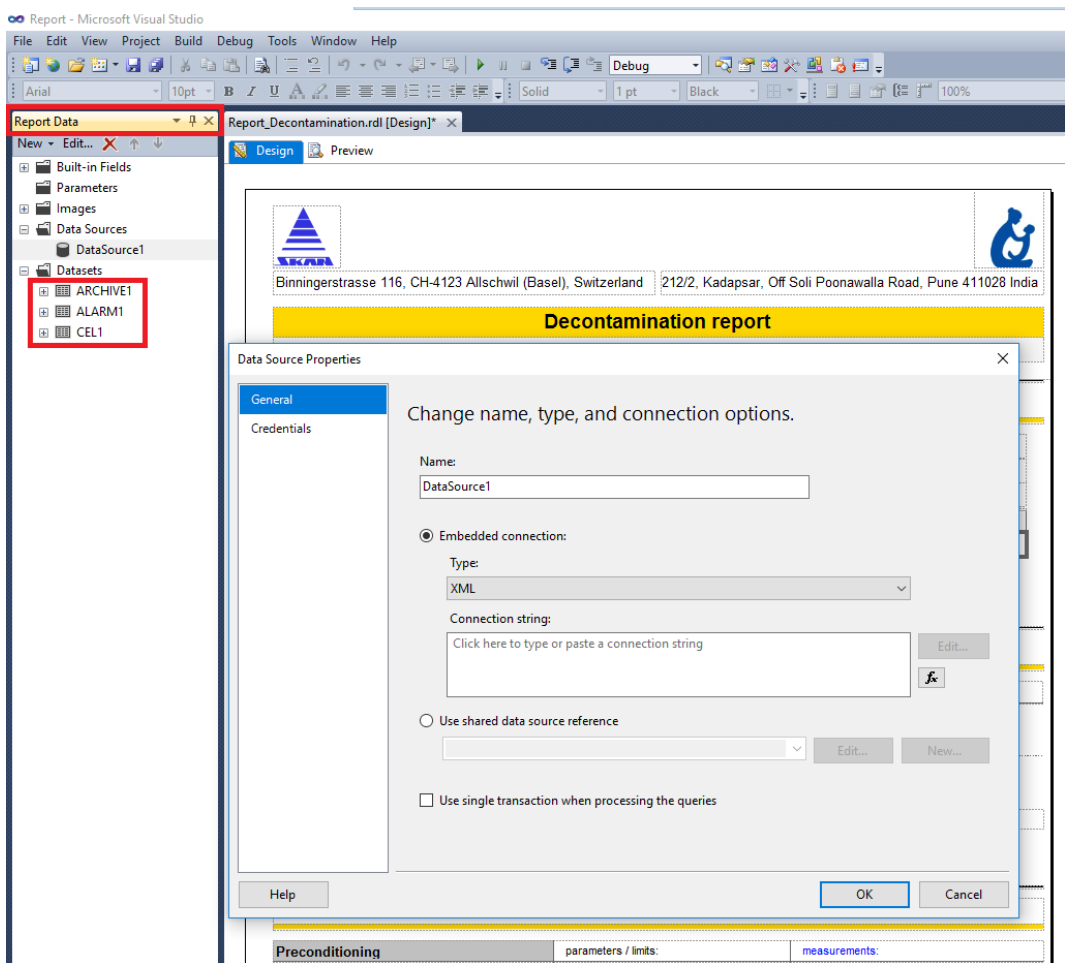 Report - Microsoft Visual Studio
File Edit View Project Build Debug Tools Window Help
Debug
Arial 10pt B I U A Solid 1 pt Black 100%
Report Data
Report_Decontamination.rdl [Design]*
New Edit...
Design Preview
Built-in Fields
Parameters
Images
Data Sources
DataSource1
Datasets
ARCHIVE1
ALARM1
CEL1
SKAN
Binningerstrasse 116, CH-4123 Allschwil (Basel), Switzerland
212/2, Kadapsar, Off Soli Poonawalla Road, Pune 411028 India
Decontamination report
Data Source Properties
General
Credentials
Change name, type, and connection options.
Name:
DataSource1
Embedded connection:
Type:
XML
Connection string:
Click here to type or paste a connection string
Edit...
fx
Use shared data source reference
Edit... New...
Use single transaction when processing the queries
Help OK Cancel
Preconditioning parameters / limits: measurements: